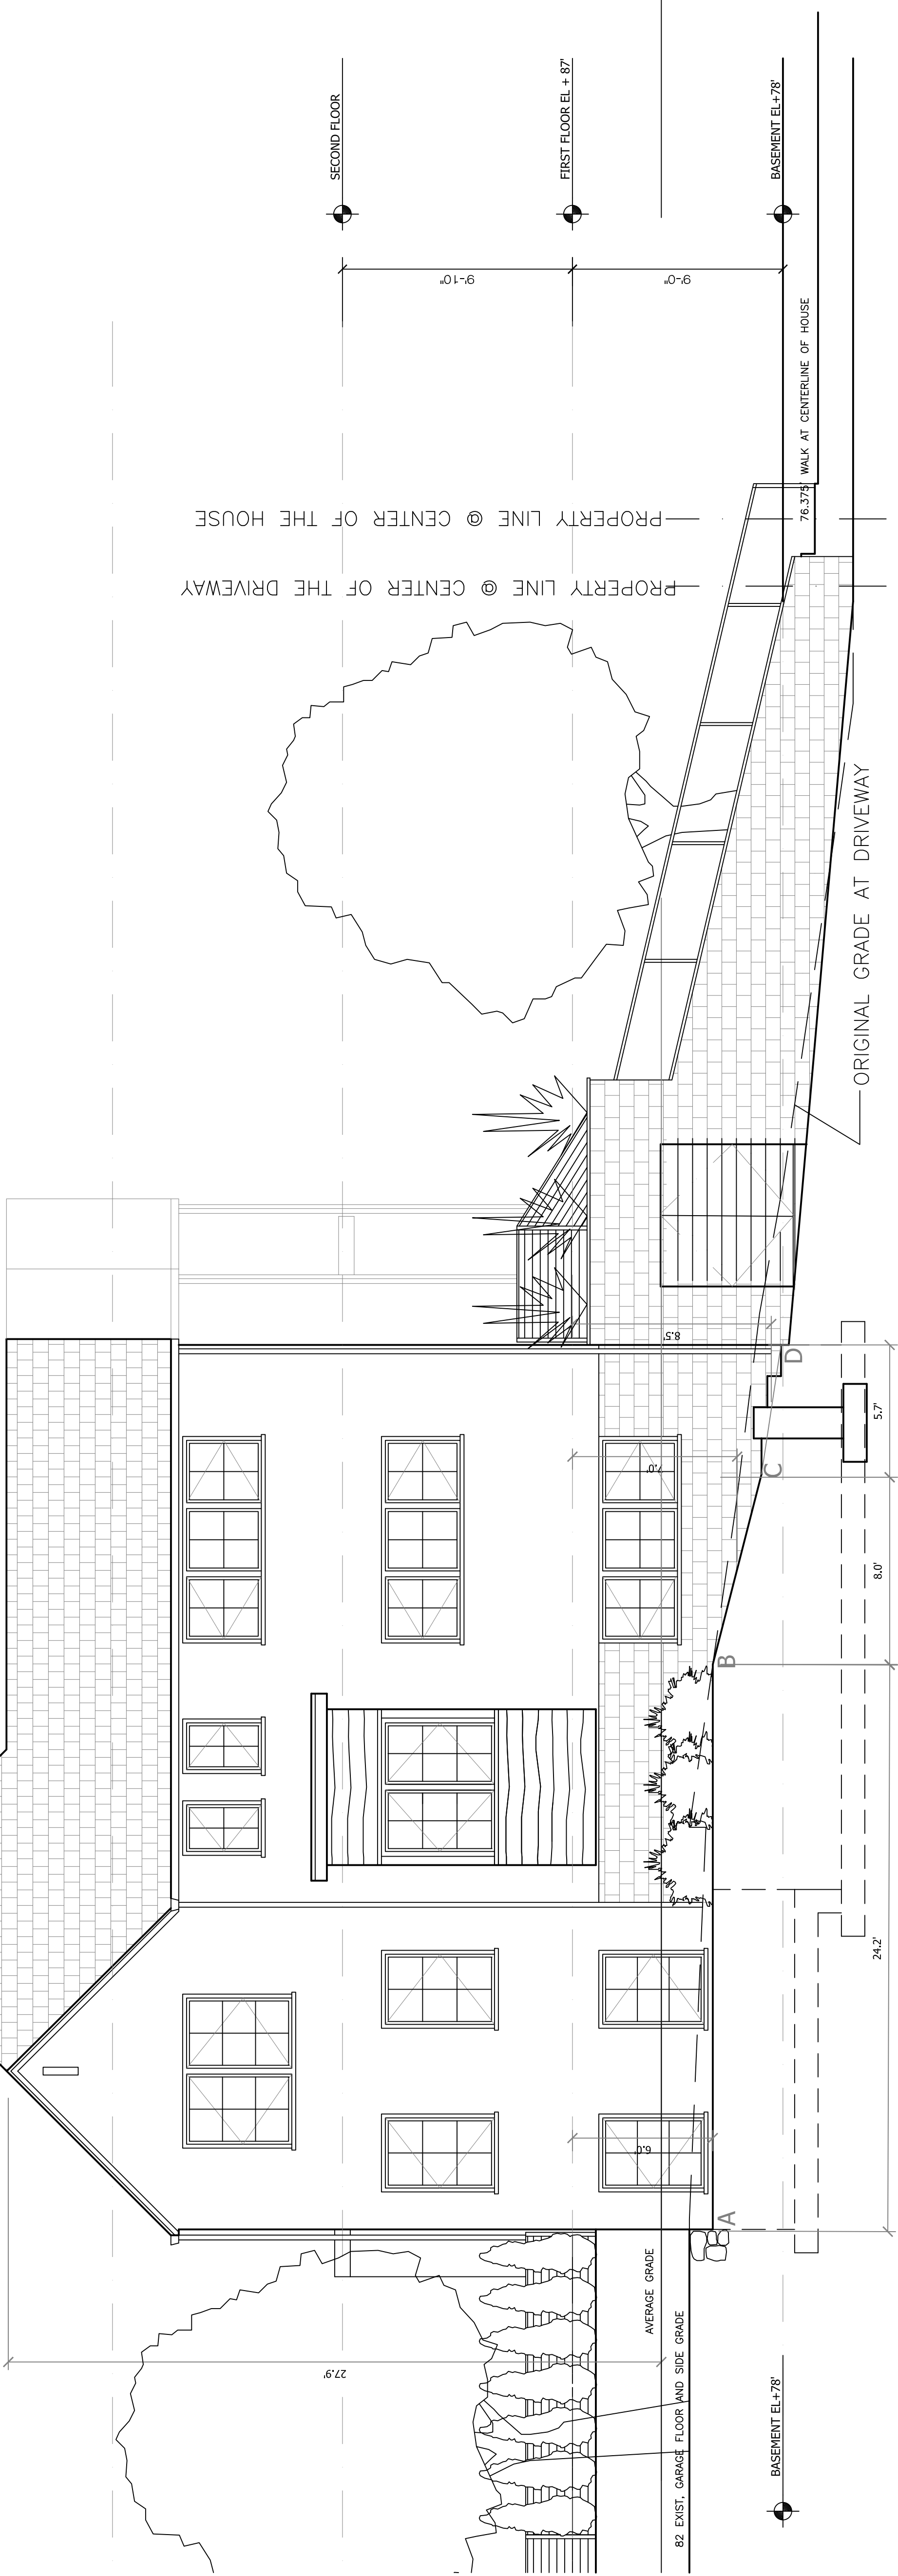 SECOND FLOOR
FIRST FLOOR EL + 87'
BASEMENT EL+78'
9'-10"
9'-0"
76.375' WALK AT CENTERLINE OF HOUSE
PROPERTY LINE @ CENTER OF THE HOUSE
PROPERTY LINE @ CENTER OF THE DRIVEWAY
ORIGINAL GRADE AT DRIVEWAY
8.5'
D
5.7'
7.0'
C
8.0'
B
24.2'
6.0'
A
AVERAGE GRADE
82 EXIST, GARAGE FLOOR AND SIDE GRADE
27.9'
BASEMENT EL+78'